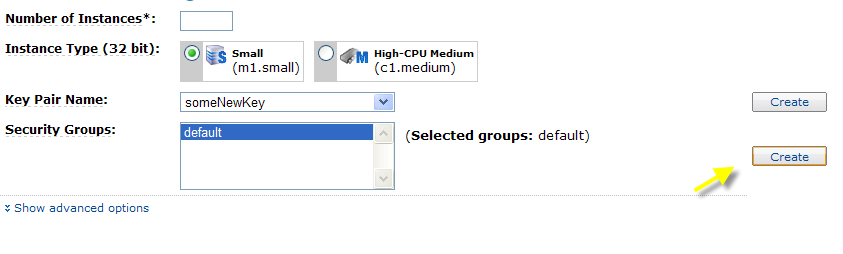 Number of Instances*:
Instance Type (32 bit):
S Small
(m1.small)
M High-CPU Medium
(c1.medium)
Key Pair Name: someNewKey Create
Security Groups: default (Selected groups: default)
Create
Show advanced options